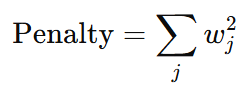 Penalty = ∑_j w_j^2